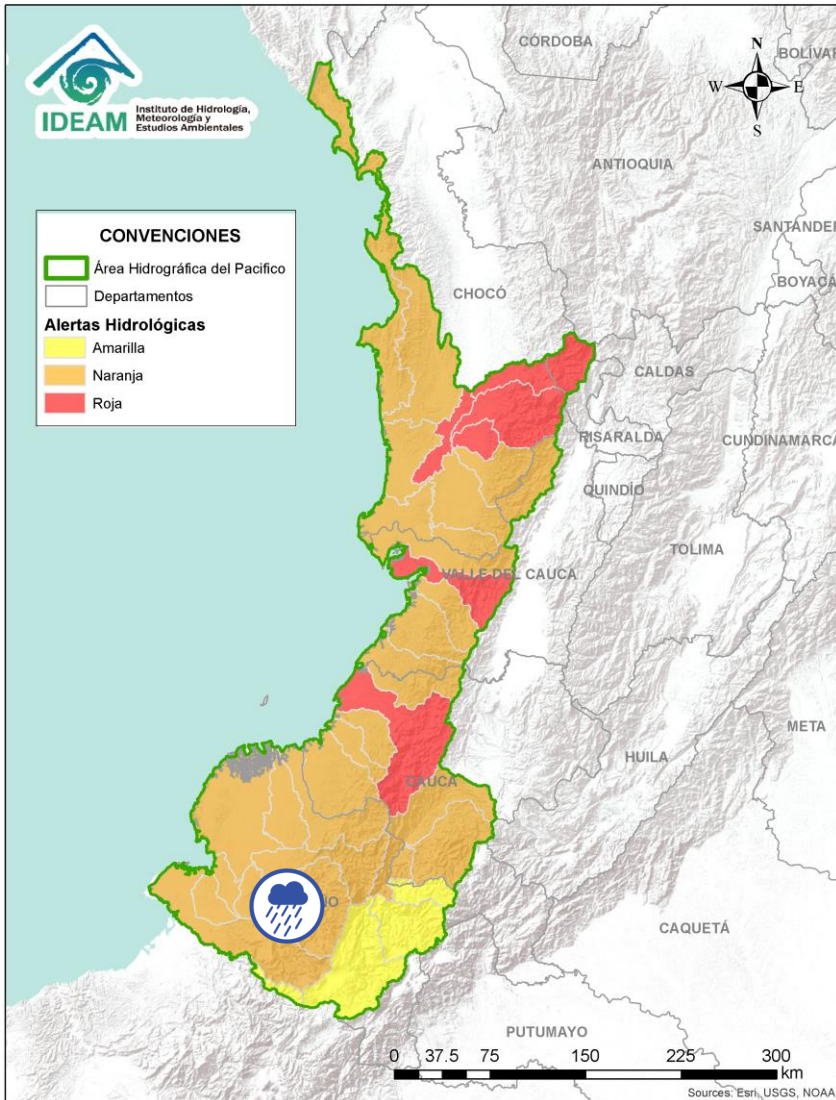 IDEAM
Instituto de Hidrología,
Meteorología y
Estudios Ambientales
N
W
E
S
CÓRDOBA
BOLÍVAR
ANTIOQUIA
SANTANDER
BOYACÁ
CHOCÓ
CALDAS
RISARALDA
CUNDINAMARCA
QUINDÍO
TOLIMA
VALLE DEL CAUCA
META
HUILA
CAUCA
NO
CAQUETÁ
PUTUMAYO
CONVENCIONES
Área Hidrográfica del Pacifico
Departamentos
Alertas Hidrológicas
Amarilla
Naranja
Roja
0 37.5 75 150 225 300
km
Sources: Esri, USGS, NOAA